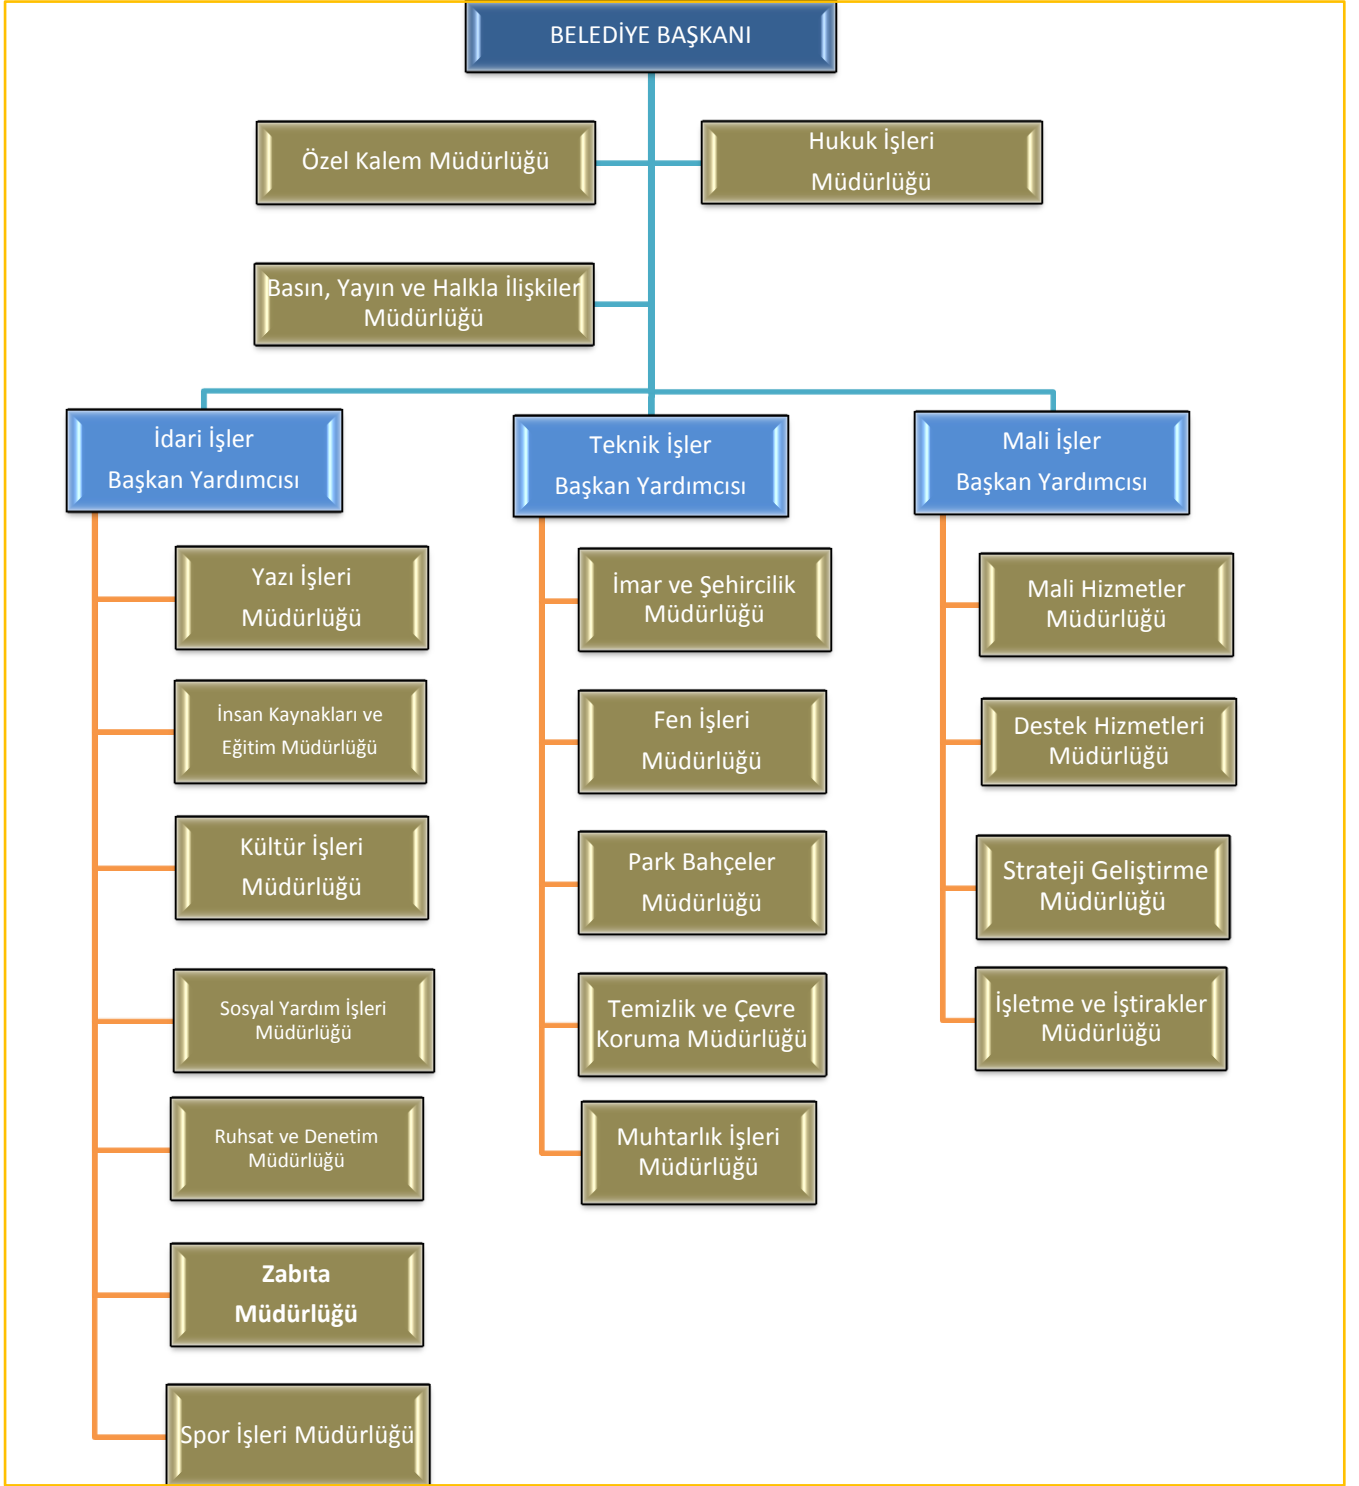 BELEDİYE BAŞKANI
Özel Kalem Müdürlüğü
Hukuk İşleri
Müdürlüğü
Basın, Yayın ve Halkla İlişkiler
Müdürlüğü
İdari İşler
Başkan Yardımcısı
Yazı İşleri
Müdürlüğü
İnsan Kaynakları ve
Eğitim Müdürlüğü
Kültür İşleri
Müdürlüğü
Sosyal Yardım İşleri
Müdürlüğü
Ruhsat ve Denetim
Müdürlüğü
Zabıta
Müdürlüğü
Spor İşleri Müdürlüğü
Teknik İşler
Başkan Yardımcısı
İmar ve Şehircilik
Müdürlüğü
Fen İşleri
Müdürlüğü
Park Bahçeler
Müdürlüğü
Temizlik ve Çevre
Koruma Müdürlüğü
Muhtarlık İşleri
Müdürlüğü
Mali İşler
Başkan Yardımcısı
Mali Hizmetler
Müdürlüğü
Destek Hizmetleri
Müdürlüğü
Strateji Geliştirme
Müdürlüğü
İşletme ve İştirakler
Müdürlüğü